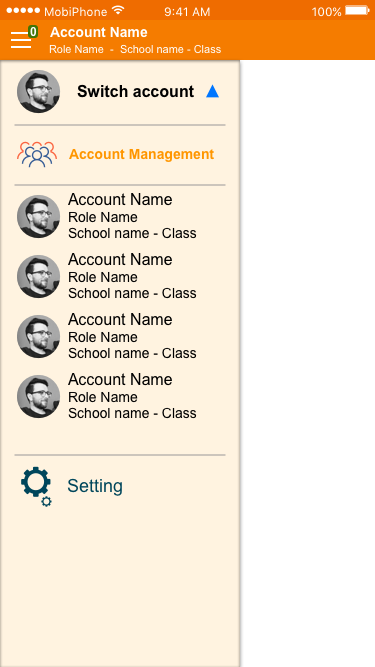 MobiPhone 9:41 AM 100%
0 Account Name
Role Name - School name - Class
Switch account
Account Management
Account Name
Role Name
School name - Class
Account Name
Role Name
School name - Class
Account Name
Role Name
School name - Class
Account Name
Role Name
School name - Class
Setting